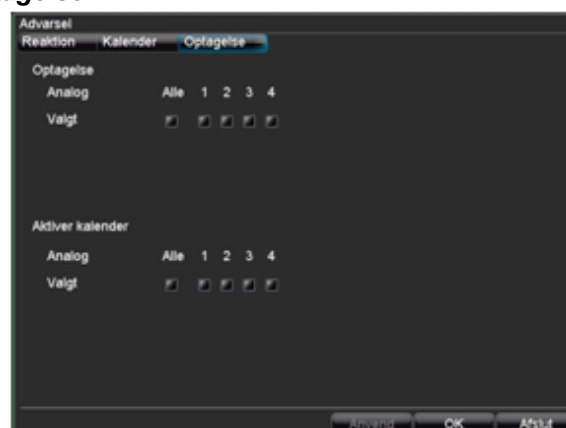 Advarsel
Reaktion Kalender Optagelse
Optagelse
Analog Alle 1 2 3 4
Valgt
Aktiver kalender
Analog Alle 1 2 3 4
Valgt
Anvend OK Afslut